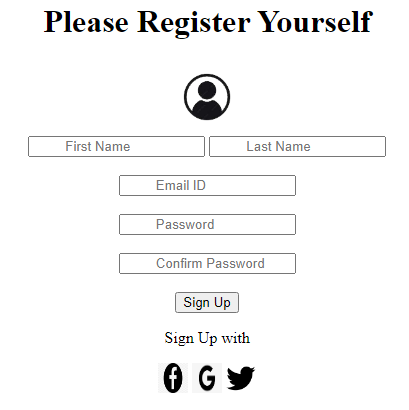 Please Register Yourself
First Name Last Name
Email ID
Password
Confirm Password
Sign Up
Sign Up with